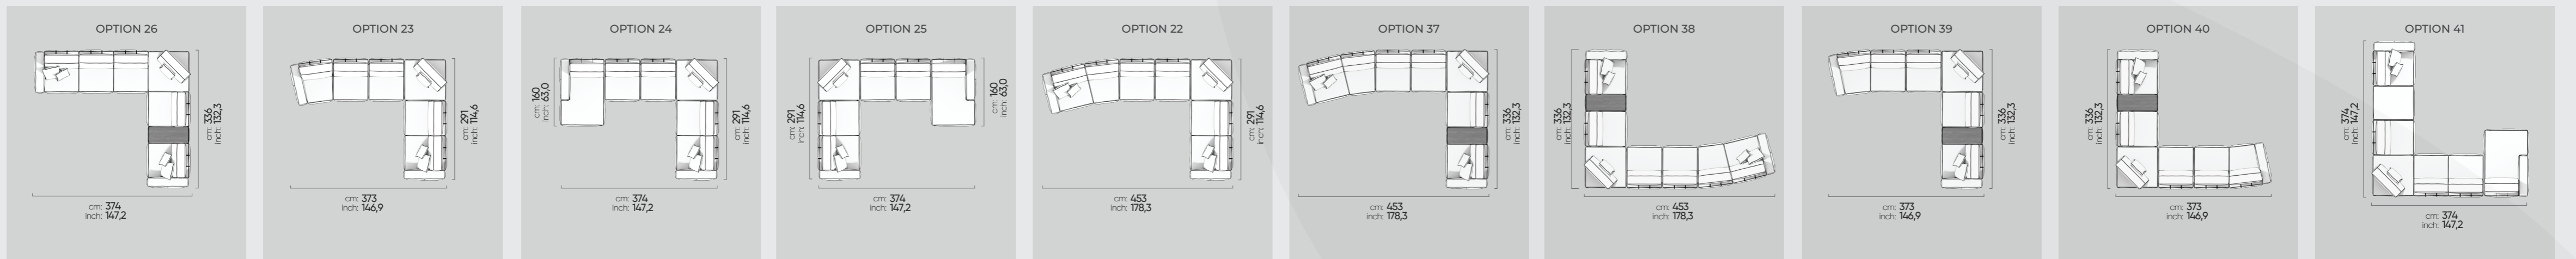 OPTION 26
cm: 336
inch: 132,3
cm: 374
inch: 147,2
OPTION 23
cm: 291
inch: 114,6
cm: 373
inch: 146,9
OPTION 24
cm: 160
inch: 63,0
cm: 291
inch: 114,6
cm: 374
inch: 147,2
OPTION 25
cm: 291
inch: 114,6
cm: 160
inch: 63,0
cm: 374
inch: 147,2
OPTION 22
cm: 291
inch: 114,6
cm: 453
inch: 178,3
OPTION 37
cm: 336
inch: 132,3
cm: 453
inch: 178,3
OPTION 38
cm: 336
inch: 132,3
cm: 453
inch: 178,3
OPTION 39
cm: 336
inch: 132,3
cm: 373
inch: 146,9
OPTION 40
cm: 336
inch: 132,3
cm: 373
inch: 146,9
OPTION 41
cm: 374
inch: 147,2
cm: 374
inch: 147,2